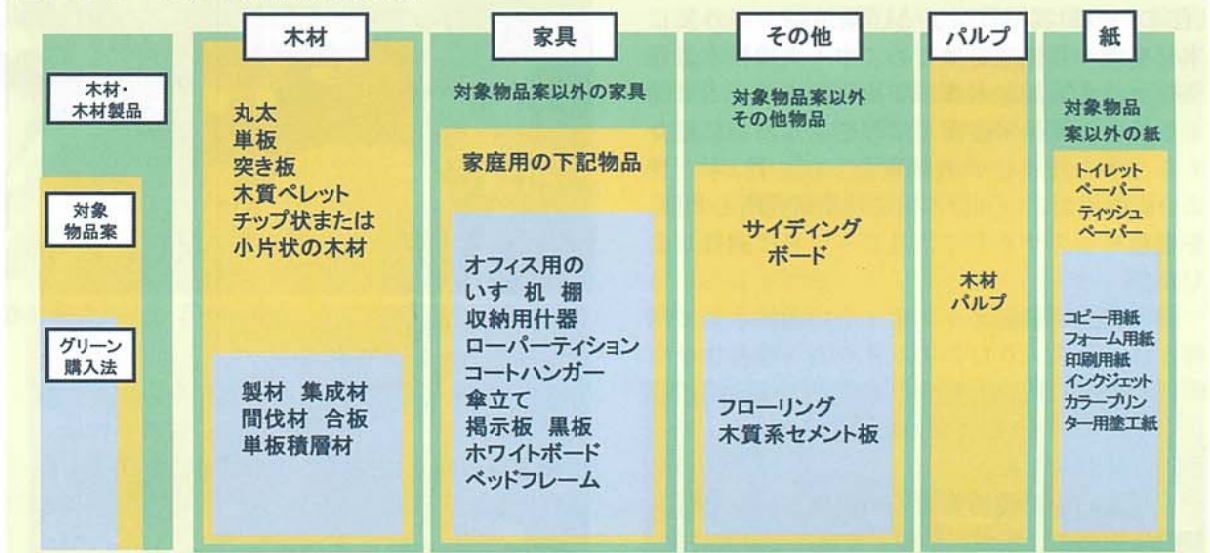 木材・
木材製品
対象
物品案
グリーン
購入法
木材
丸太
単板
突き板
木質ペレット
チップ状または
小片状の木材
製材 集成材
間伐材 合板
単板積層材
家具
対象物品案以外の家具
家庭用の下記物品
オフィス用の
いす 机 棚
収納用什器
ローパーティション
コートハンガー
傘立て
掲示板 黒板
ホワイトボード
ベッドフレーム
その他
対象物品案以外
その他物品
サイディング
ボード
フローリング
木質系セメント板
パルプ
木材
パルプ
紙
対象物品
案以外の紙
トイレット
ペーパー
ティッシュ
ペーパー
コピー用紙
フォーム用紙
印刷用紙
インクジェット
カラープリン
ター用塗工紙